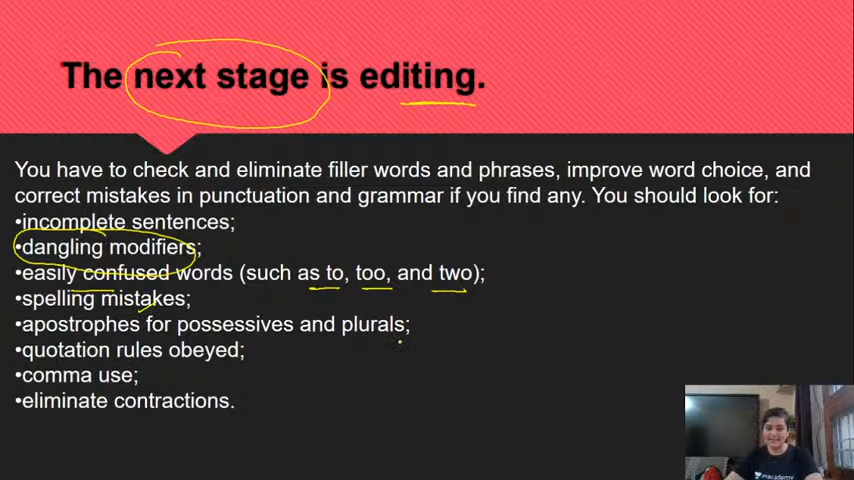 The next stage is editing.
You have to check and eliminate filler words and phrases, improve word choice, and
correct mistakes in punctuation and grammar if you find any. You should look for:
•incomplete sentences;
•dangling modifiers;
•easily confused words (such as to, too, and two);
•spelling mistakes;
•apostrophes for possessives and plurals;
•quotation rules obeyed;
•comma use;
•eliminate contractions.